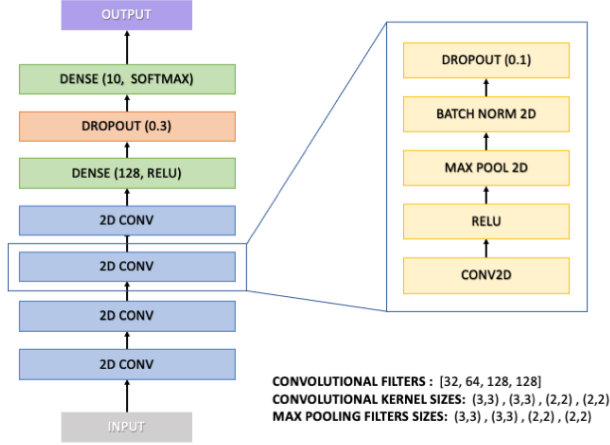 OUTPUT
DENSE (10, SOFTMAX)
DROPOUT (0.3)
DENSE (128, RELU)
2D CONV
2D CONV
2D CONV
2D CONV
INPUT
DROPOUT (0.1)
BATCH NORM 2D
MAX POOL 2D
RELU
CONV2D
CONVOLUTIONAL FILTERS : [32, 64, 128, 128]
CONVOLUTIONAL KERNEL SIZES: (3,3) , (3,3) , (2,2) , (2,2)
MAX POOLING FILTERS SIZES: (3,3) , (3,3) , (2,2) , (2,2)